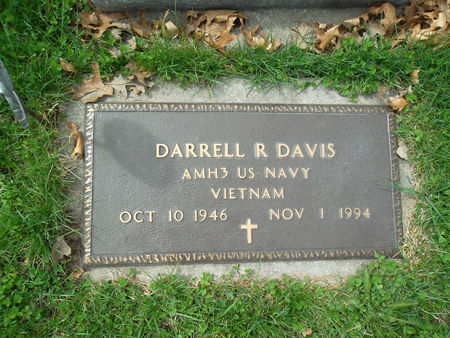 DARRELL R DAVIS
AMH3 US NAVY
VIETNAM
OCT 10 1946 NOV 1 1994